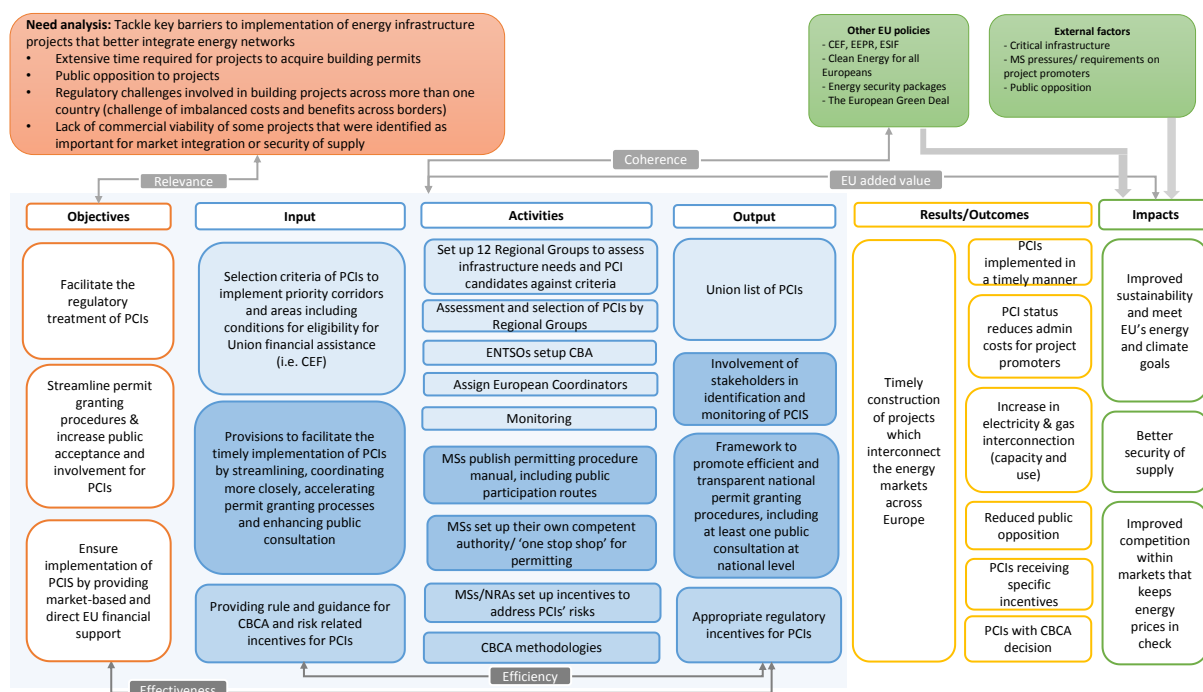 Need analysis: Tackle key barriers to implementation of energy infrastructure
projects that better integrate energy networks
• Extensive time required for projects to acquire building permits
• Public opposition to projects
• Regulatory challenges involved in building projects across more than one
country (challenge of imbalanced costs and benefits across borders)
• Lack of commercial viability of some projects that were identified as
important for market integration or security of supply
Other EU policies
- CEF, EEPR, ESIF
- Clean Energy for all
Europeans
- Energy security packages
- The European Green Deal
External factors
- Critical infrastructure
- MS pressures/ requirements on
project promoters
- Public opposition
Relevance
Coherence
EU added value
Objectives
Input
Activities
Output
Results/Outcomes
Impacts
Facilitate the
regulatory
treatment of PCIs
Streamline permit
granting
procedures &
increase public
acceptance and
involvement for
PCIs
Ensure
implementation of
PCIS by providing
market-based and
direct EU financial
support
Selection criteria of PCIs to
implement priority corridors
and areas including
conditions for eligibility for
Union financial assistance
(i.e. CEF)
Provisions to facilitate the
timely implementation of PCIs
by streamlining, coordinating
more closely, accelerating
permit granting processes
and enhancing public
consultation
Providing rule and guidance for
CBCA and risk related
incentives for PCIs
Set up 12 Regional Groups to assess
infrastructure needs and PCI
candidates against criteria
Assessment and selection of PCIs by
Regional Groups
ENTSOs setup CBA
Assign European Coordinators
Monitoring
MSs publish permitting procedure
manual, including public
participation routes
MSs set up their own competent
authority/ ‘one stop shop’ for
permitting
MSs/NRAs set up incentives to
address PCIs’ risks
CBCA methodologies
Union list of PCIs
Involvement of
stakeholders in
identification and
monitoring of PCIS
Framework to
promote efficient and
transparent national
permit granting
procedures, including
at least one public
consultation at
national level
Appropriate regulatory
incentives for PCIs
Timely
construction
of projects
which
interconnect
the energy
markets
across
Europe
PCIs
implemented in
a timely manner
PCI status
reduces admin
costs for project
promoters
Increase in
electricity & gas
interconnection
(capacity and
use)
Reduced public
opposition
PCIs receiving
specific
incentives
PCIs with CBCA
decision
Improved
sustainability
and meet
EU’s energy
and climate
goals
Better
security of
supply
Improved
competition
within
markets that
keeps
energy
prices in
check
Efficiency
Effectiveness